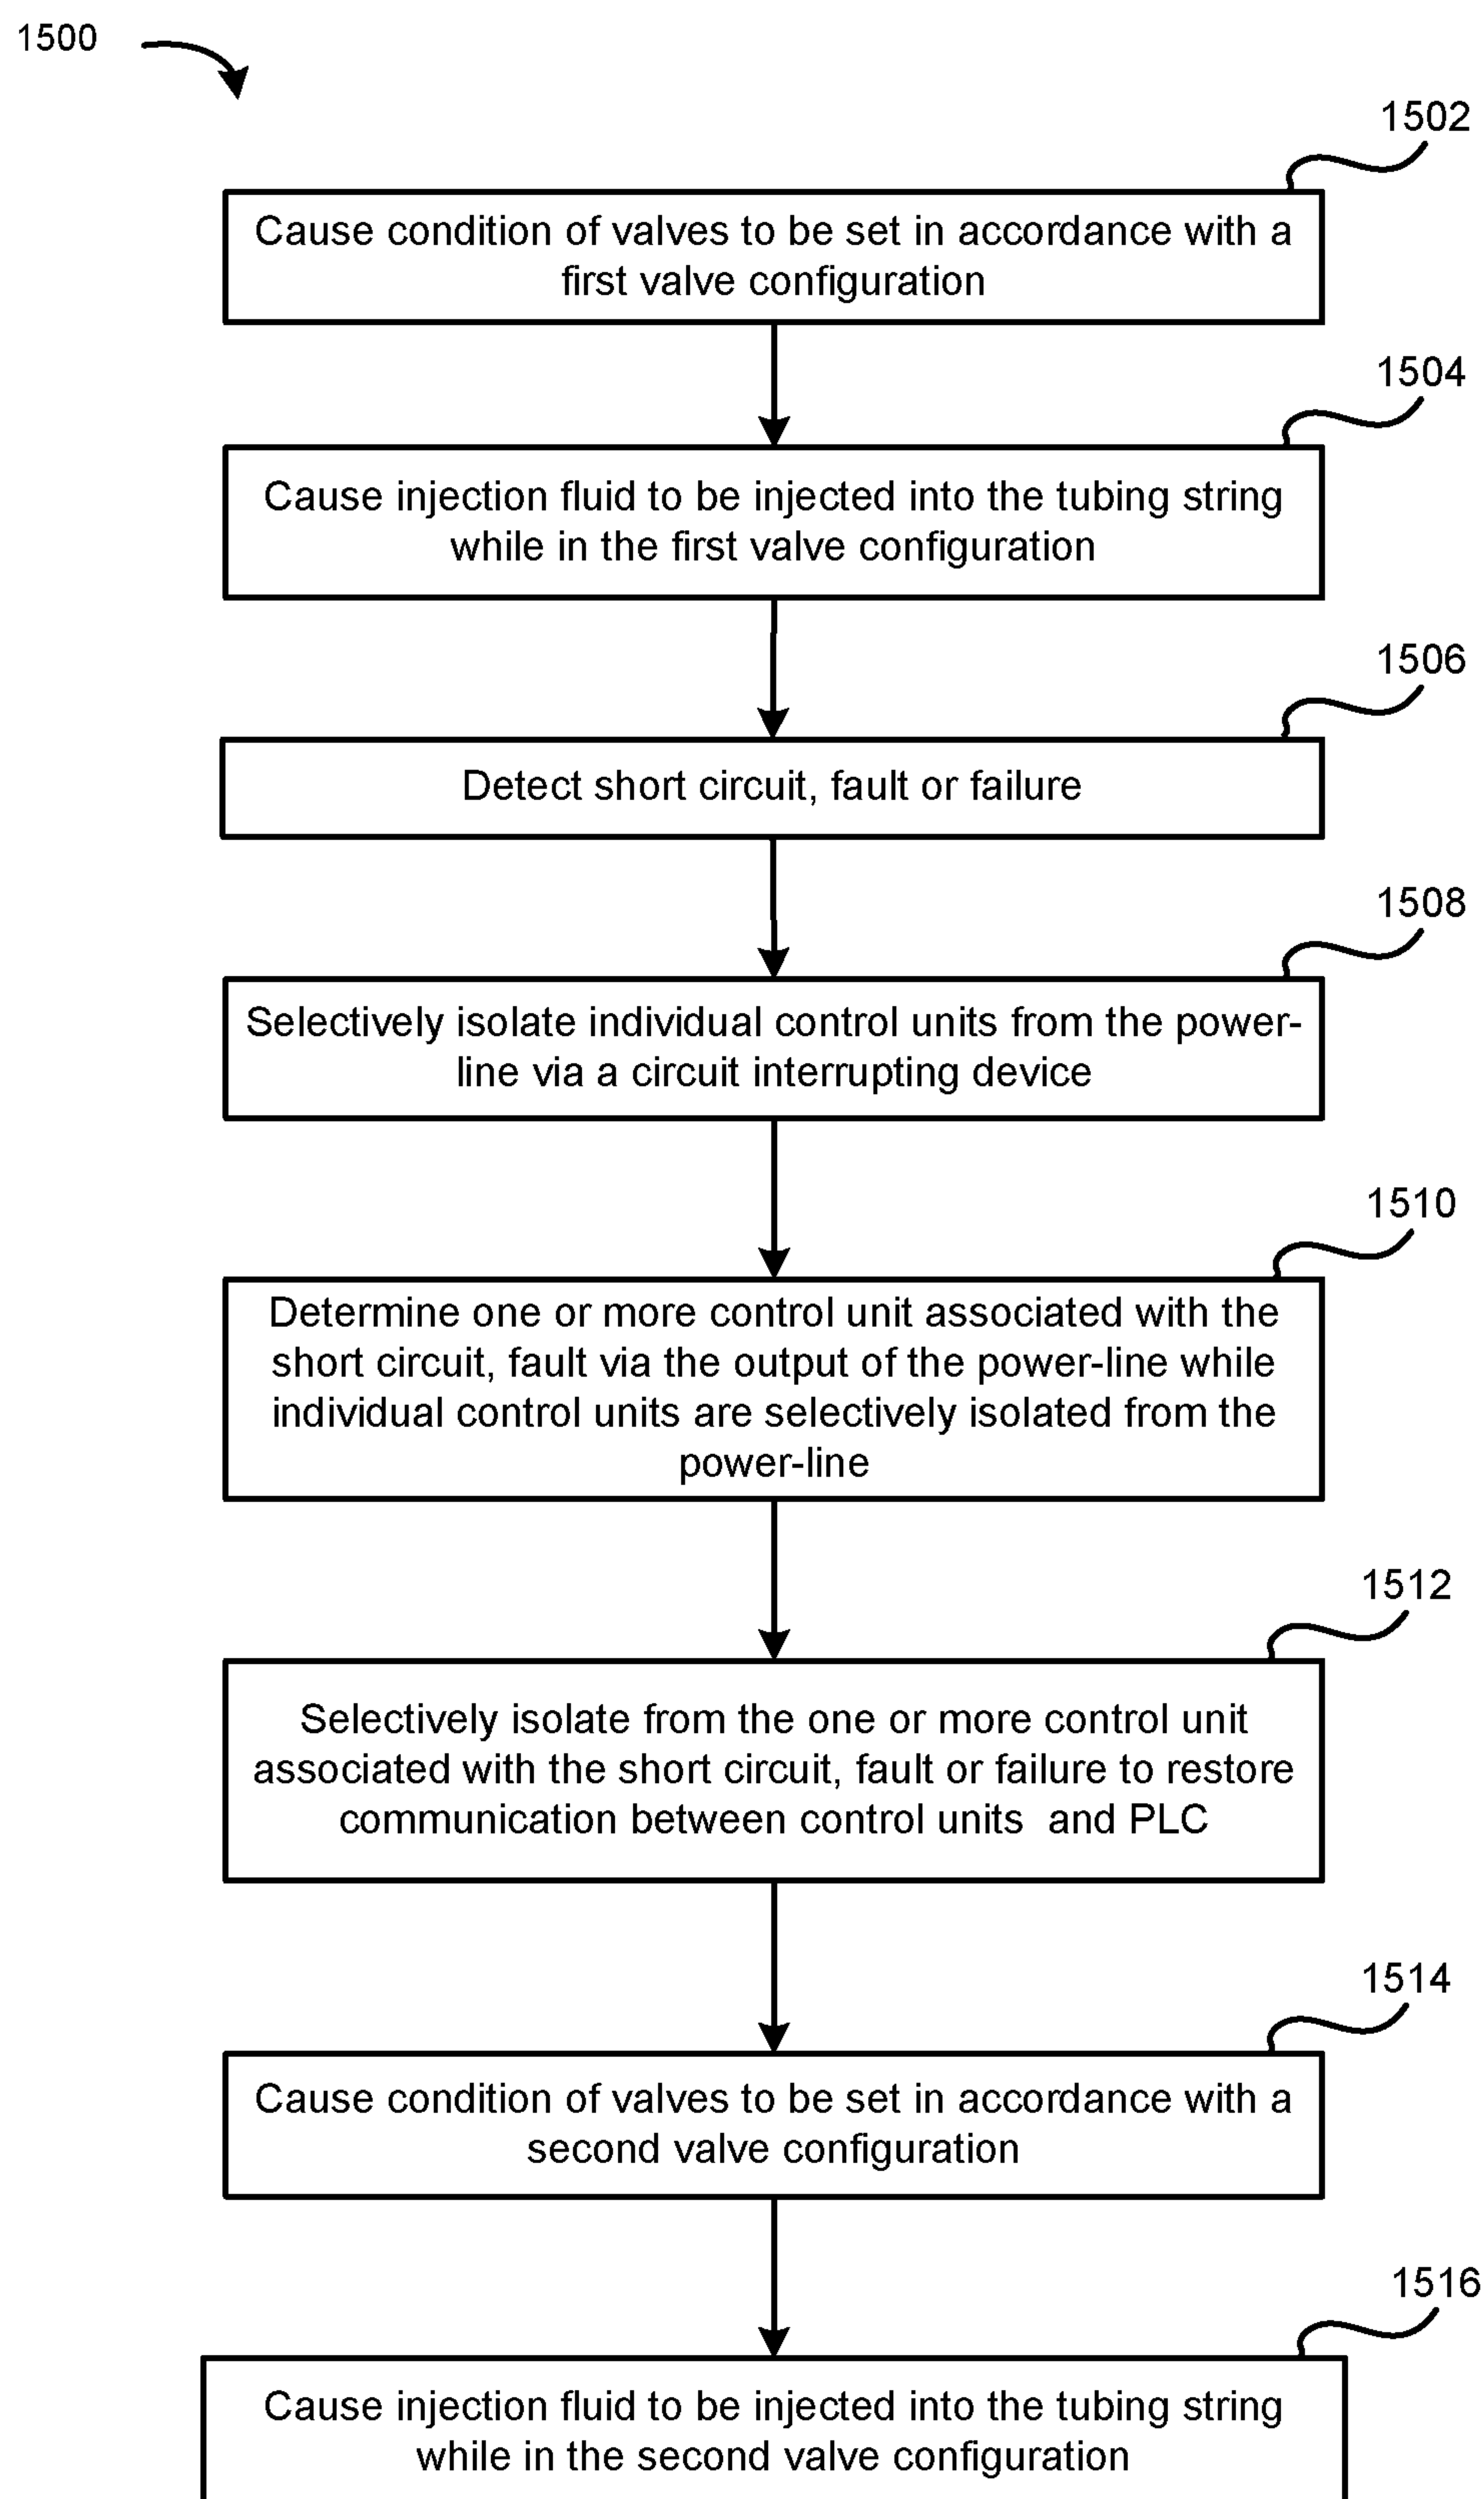 1500
1502
Cause condition of valves to be set in accordance with a
first valve configuration
1504
Cause injection fluid to be injected into the tubing string
while in the first valve configuration
1506
Detect short circuit, fault or failure
1508
Selectively isolate individual control units from the power-
line via a circuit interrupting device
1510
Determine one or more control unit associated with the
short circuit, fault via the output of the power-line while
individual control units are selectively isolated from the
power-line
1512
Selectively isolate from the one or more control unit
associated with the short circuit, fault or failure to restore
communication between control units  and PLC
1514
Cause condition of valves to be set in accordance with a
second valve configuration
1516
Cause injection fluid to be injected into the tubing string
while in the second valve configuration